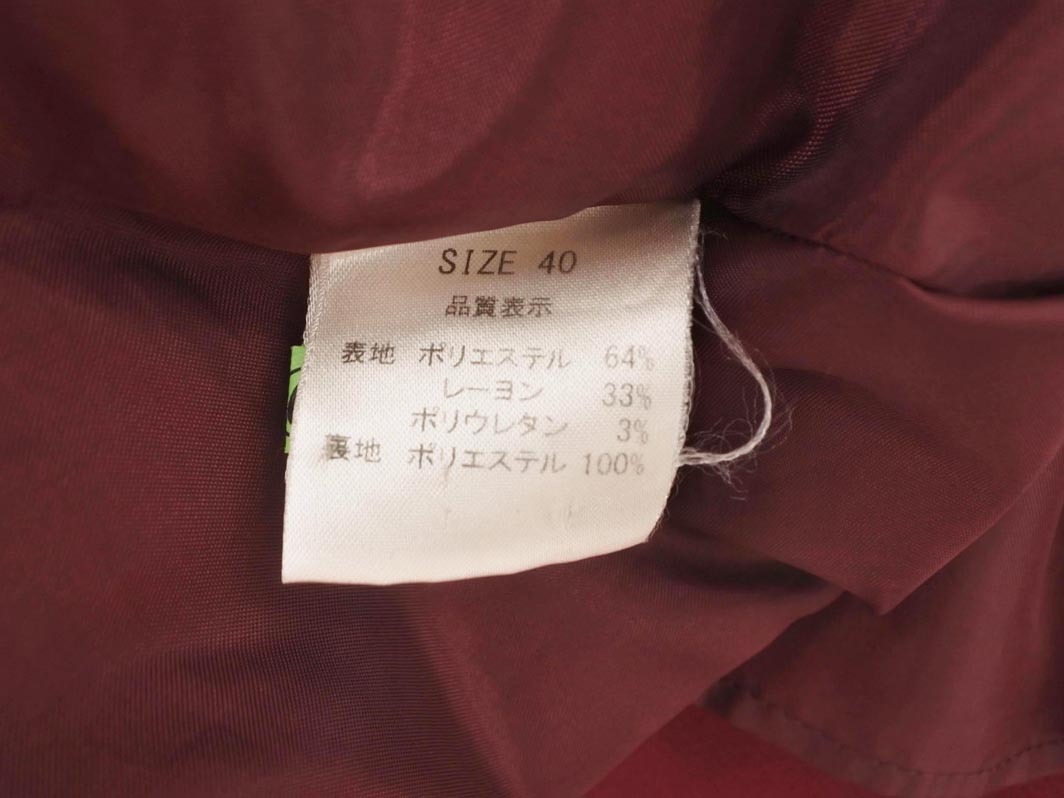 SIZE 40
品質表示
表地 ポリエステル 64%
レーヨン 33%
ポリウレタン 3%
裏地 ポリエステル 100%